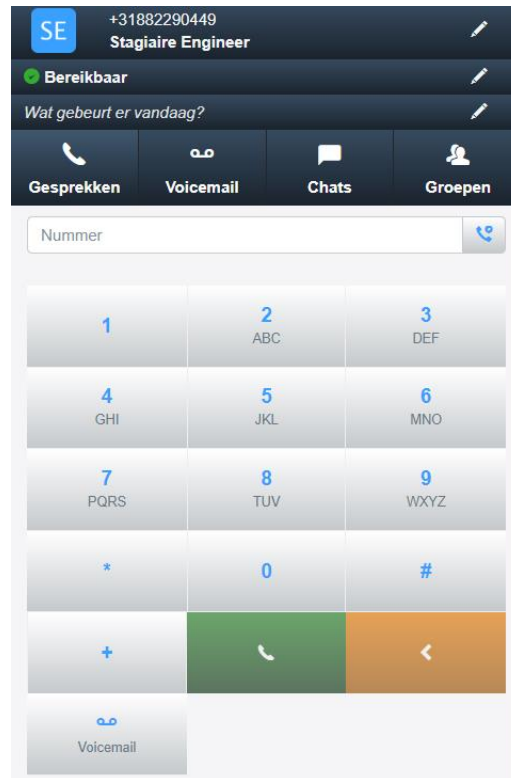 SE
+31882290449
Stagiaire Engineer
Bereikbaar
Wat gebeurt er vandaag?
Gesprekken Voicemail Chats Groepen
Nummer
1 2 3
ABC DEF
4 5 6
GHI JKL MNO
7 8 9
PQRS TUV WXYZ
* 0 #
+
Voicemail